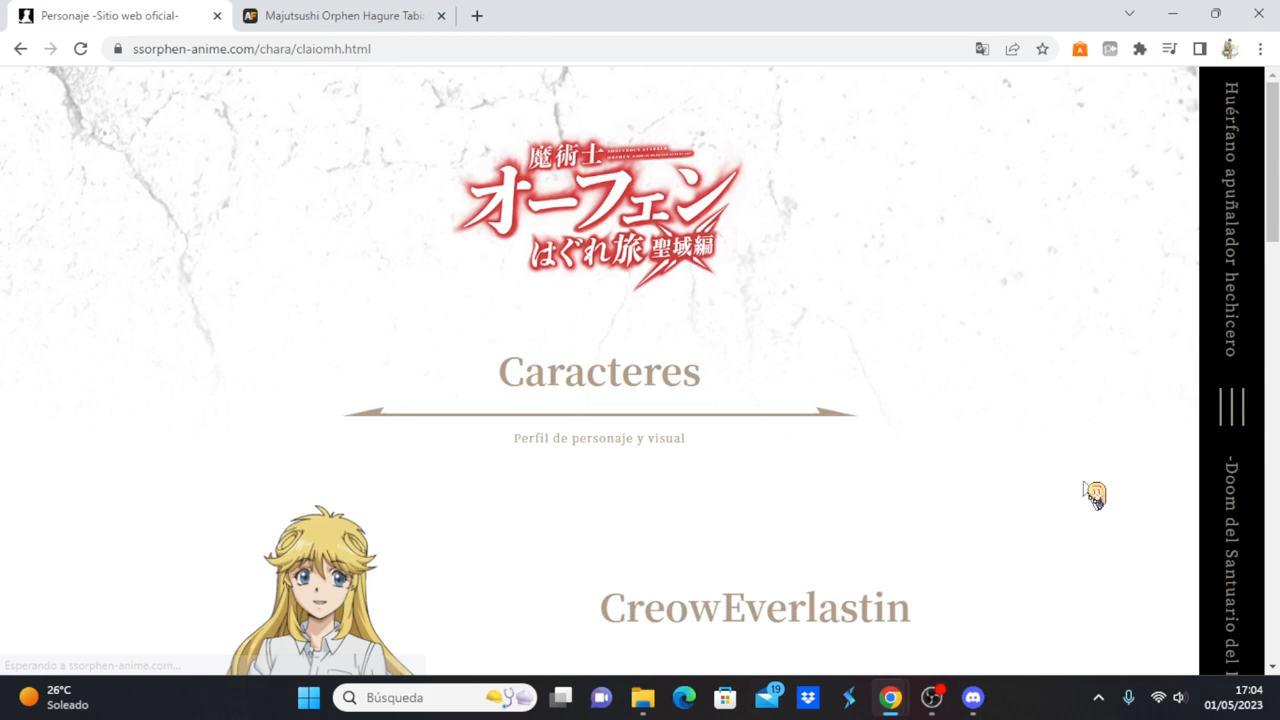 Personaje -Sitio web oficial-
Majutsushi Orphen Hagure Tabi:
ssorphen-anime.com/chara/claiomh.html
魔術士
オーフェン
はぐれ旅 聖域編
Caracteres
Perfil de personaje y visual
CreowEverlastin
Huérfano apuñalador hechicero
-Doom del Santuario del
Esperando a ssorphen-anime.com...
26°C
Soleado
Búsqueda
19
17:04
01/05/2023